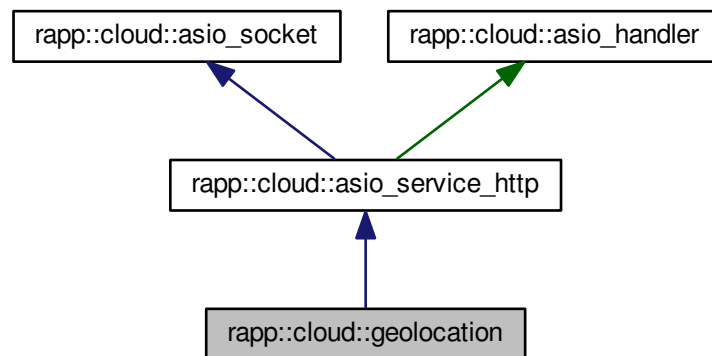 rapp::cloud::asio_socket
rapp::cloud::asio_handler
rapp::cloud::asio_service_http
rapp::cloud::geolocation